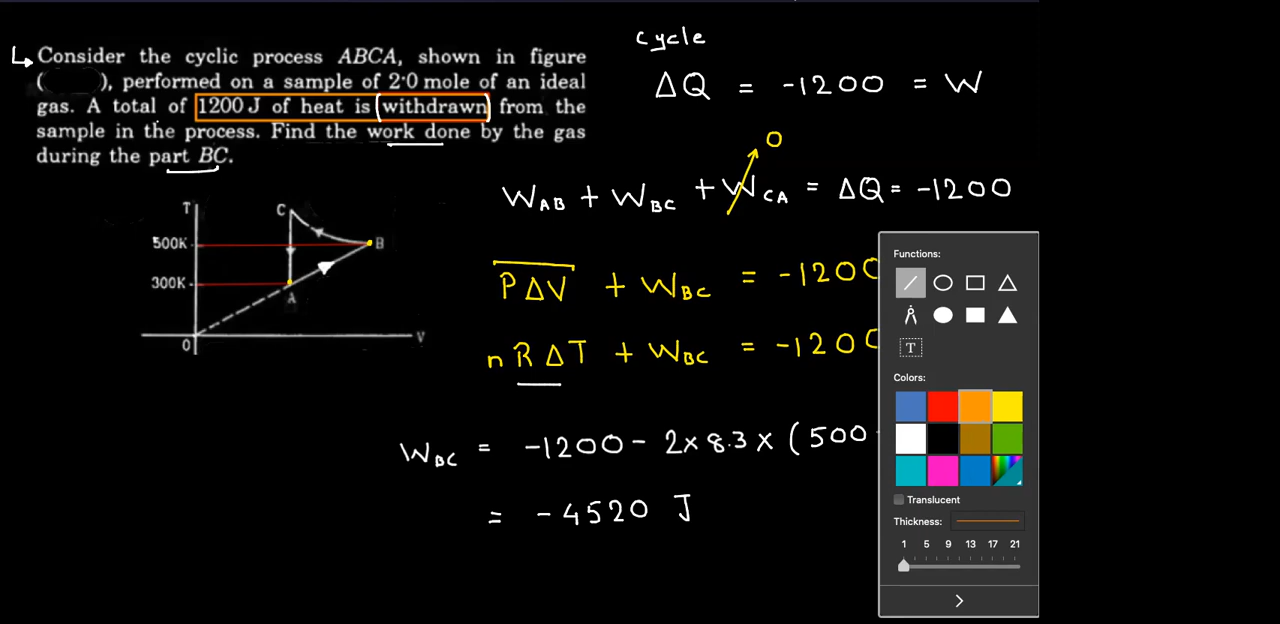 Consider the cyclic process ABCA, shown in figure
( ), performed on a sample of 2·0 mole of an ideal
gas. A total of 1200 J of heat is (withdrawn) from the
sample in the process. Find the work done by the gas
during the part BC.
T
C
500K
B
300K
A
0
V
cycle
ΔQ = -1200 = W
0
W_AB + W_BC + W_CA = ΔQ = -1200
PΔV + W_BC = -1200
nRΔT + W_BC = -1200
W_BC = -1200 - 2×8.3×(500
= -4520 J
Functions:
T
Colors:
Translucent
Thickness:
1 5 9 13 17 21